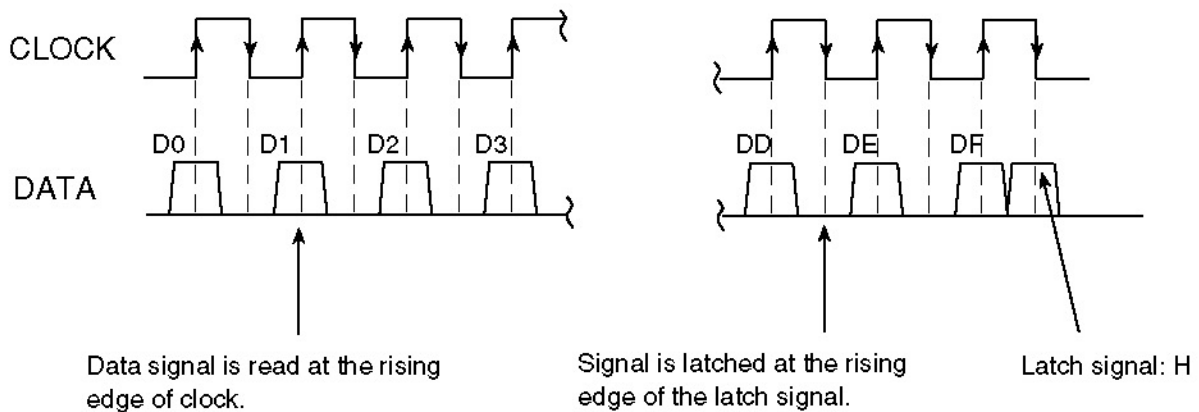 CLOCK
D0 D1 D2 D3 DD DE DF
DATA
Data signal is read at the rising
edge of clock.
Signal is latched at the rising
edge of the latch signal.
Latch signal: H